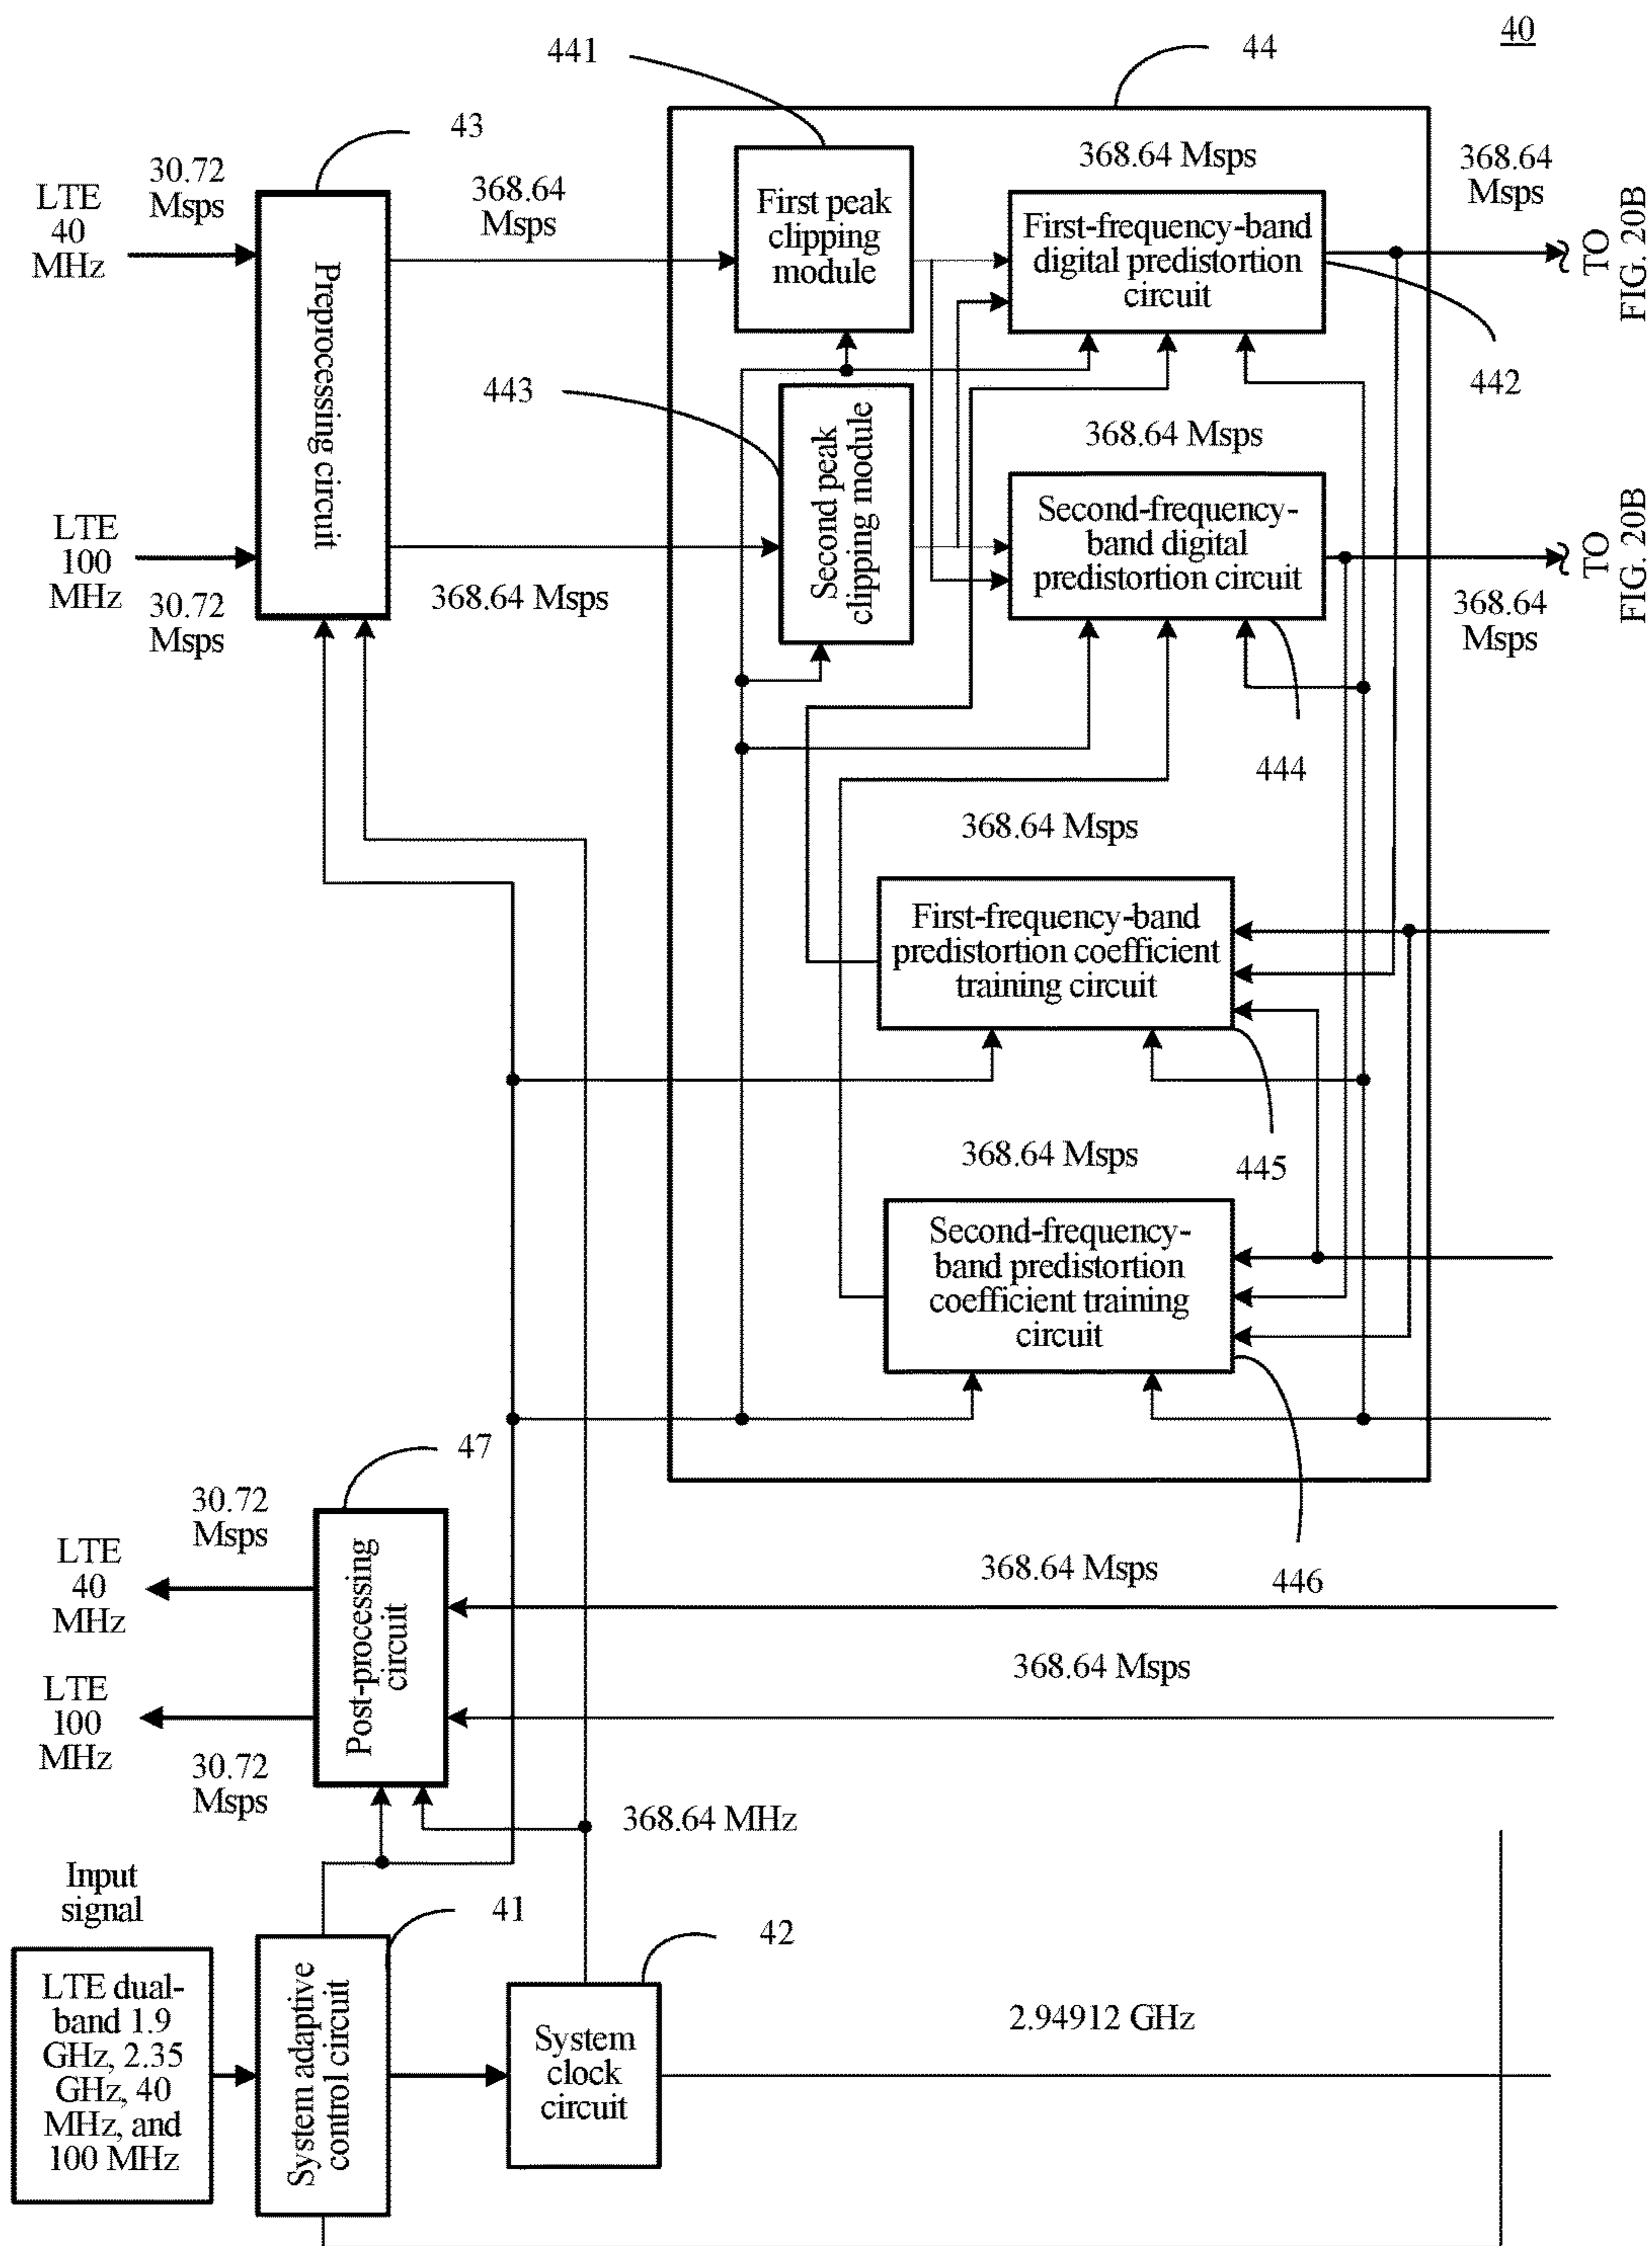 40
441
44
43
LTE
40
MHz
30.72
Msps
368.64
Msps
Preprocessing circuit
First peak
clipping
module
368.64 Msps
First-frequency-band
digital predistortion
circuit
368.64
Msps
TO
FIG. 20B
442
443
368.64 Msps
Second peak
clipping module
Second-frequency-
band digital
predistortion circuit
TO
FIG. 20B
LTE
100
MHz
30.72
Msps
368.64 Msps
368.64
Msps
444
368.64 Msps
First-frequency-band
predistortion coefficient
training circuit
368.64 Msps
445
Second-frequency-
band predistortion
coefficient training
circuit
47
30.72
Msps
LTE
40
MHz
Post-processing
circuit
368.64 Msps
446
368.64 Msps
LTE
100
MHz
30.72
Msps
368.64 MHz
Input
signal
41
42
LTE dual-
band 1.9
GHz, 2.35
GHz, 40
MHz, and
100 MHz
System adaptive
control circuit
System
clock
circuit
2.94912 GHz